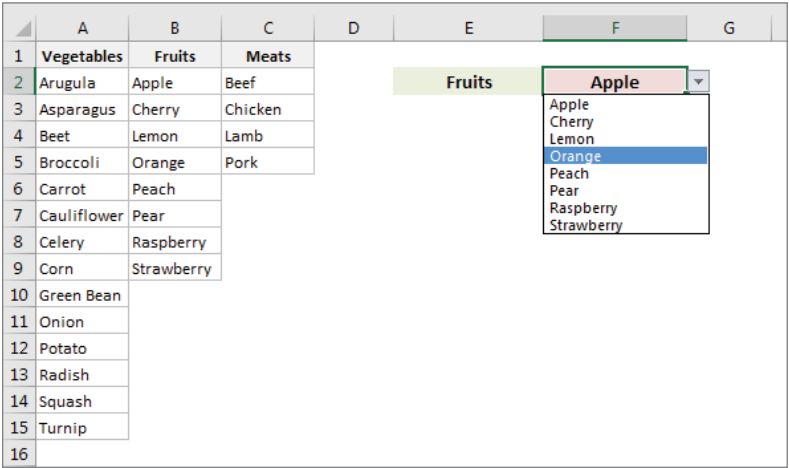 A B C D E F G
1 Vegetables Fruits Meats
2 Arugula Apple Beef Fruits Apple
3 Asparagus Cherry Chicken Apple
Cherry
4 Beet Lemon Lamb Lemon
5 Broccoli Orange Pork Orange
6 Carrot Peach Peach
Pear
7 Cauliflower Pear Raspberry
8 Celery Raspberry Strawberry
9 Corn Strawberry
10 Green Bean
11 Onion
12 Potato
13 Radish
14 Squash
15 Turnip
16